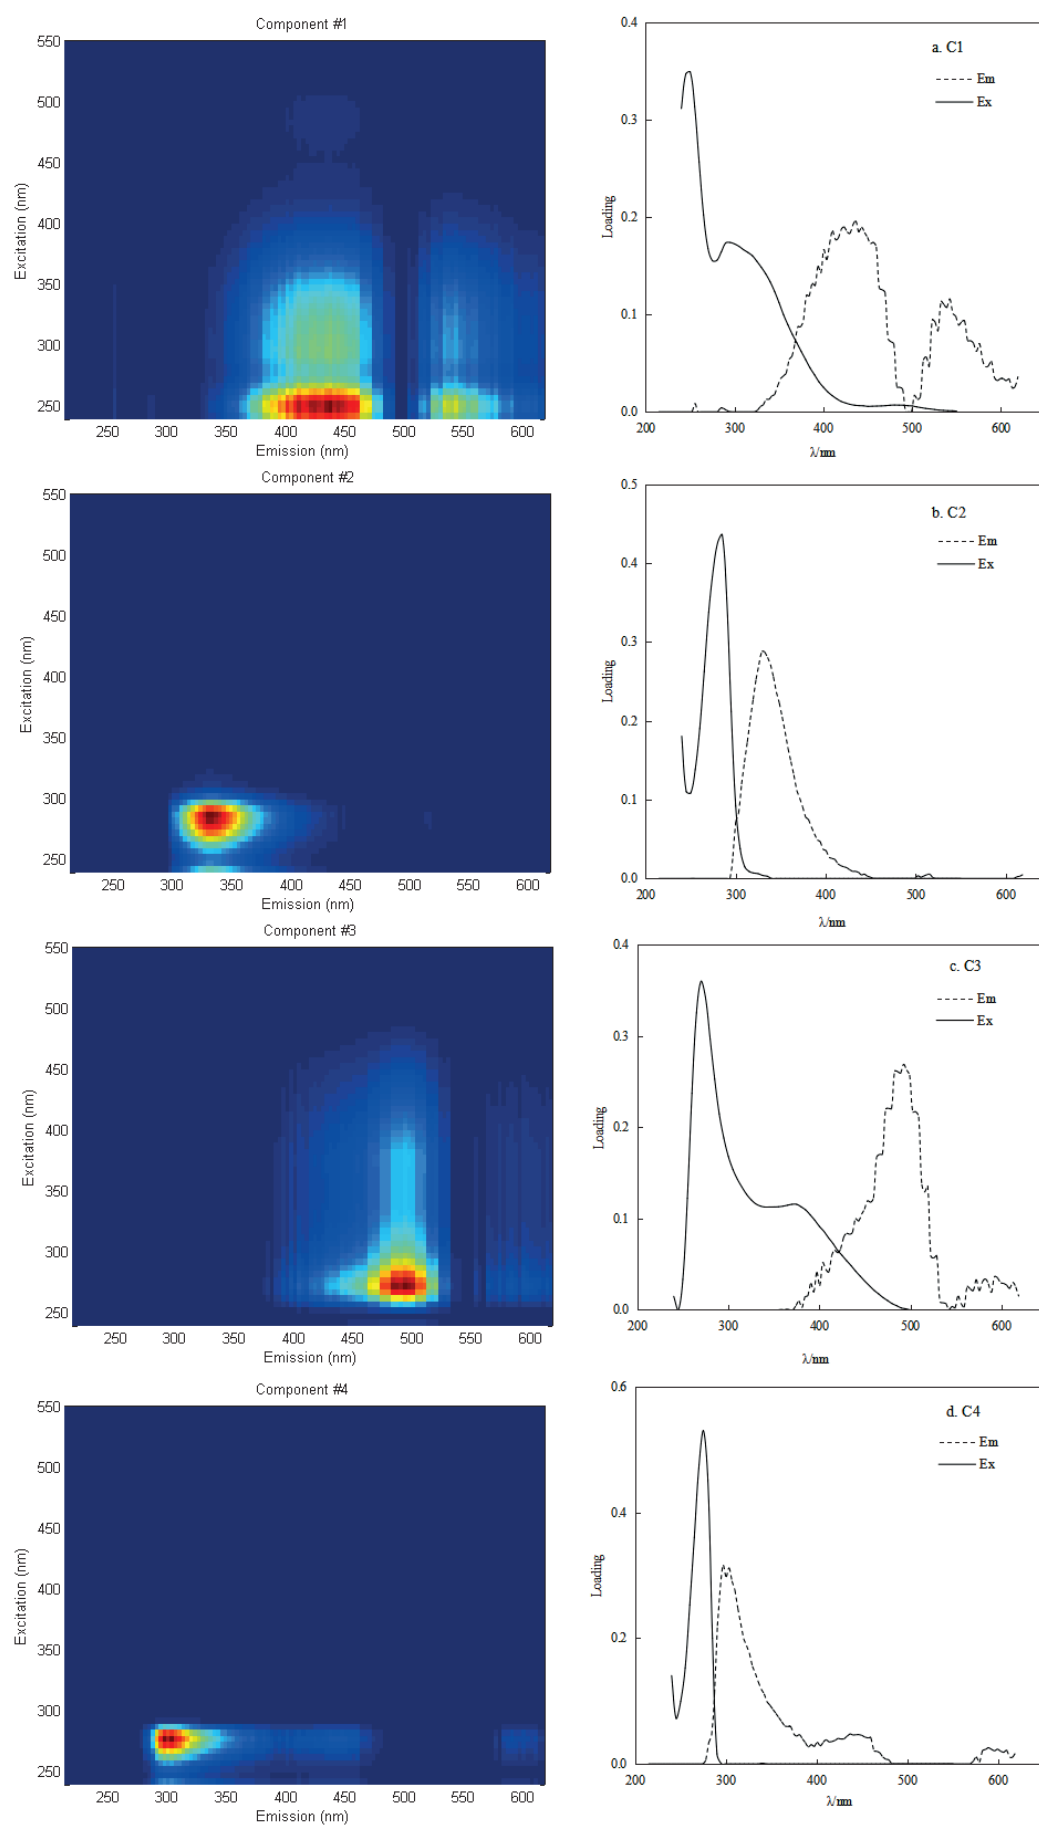 Component #1
550
500
450
400
350
300
250
Excitation (nm)
250 300 350 400 450 500 550 600
Emission (nm)
0.4
0.3
0.2
0.1
0.0
Loading
a. C1
Em
Ex
200 300 400 500 600
λ/nm
Component #2
550
500
450
400
350
300
250
Excitation (nm)
250 300 350 400 450 500 550 600
Emission (nm)
0.5
0.4
0.3
0.2
0.1
0.0
Loading
b. C2
Em
Ex
200 300 400 500 600
λ/nm
Component #3
550
500
450
400
350
300
250
Excitation (nm)
250 300 350 400 450 500 550 600
Emission (nm)
0.4
0.3
0.2
0.1
0.0
Loading
c. C3
Em
Ex
200 300 400 500 600
λ/nm
Component #4
550
500
450
400
350
300
250
Excitation (nm)
250 300 350 400 450 500 550 600
Emission (nm)
0.6
0.4
0.2
0.0
Loading
d. C4
Em
Ex
200 300 400 500 600
λ/nm